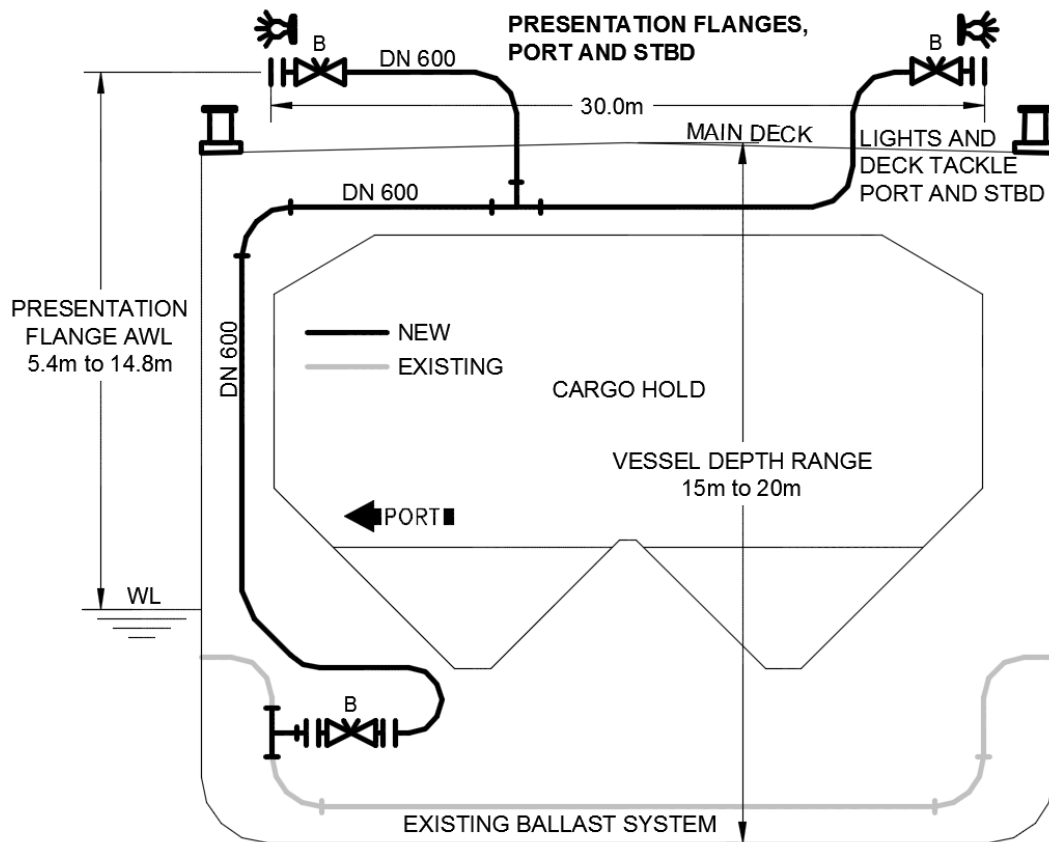 PRESENTATION FLANGES,
PORT AND STBD
B
DN 600
B
30.0m
MAIN DECK
LIGHTS AND
DECK TACKLE
PORT AND STBD
DN 600
PRESENTATION
FLANGE AWL
5.4m to 14.8m
DN 600
NEW
EXISTING
CARGO HOLD
VESSEL DEPTH RANGE
15m to 20m
PORT
WL
B
EXISTING BALLAST SYSTEM